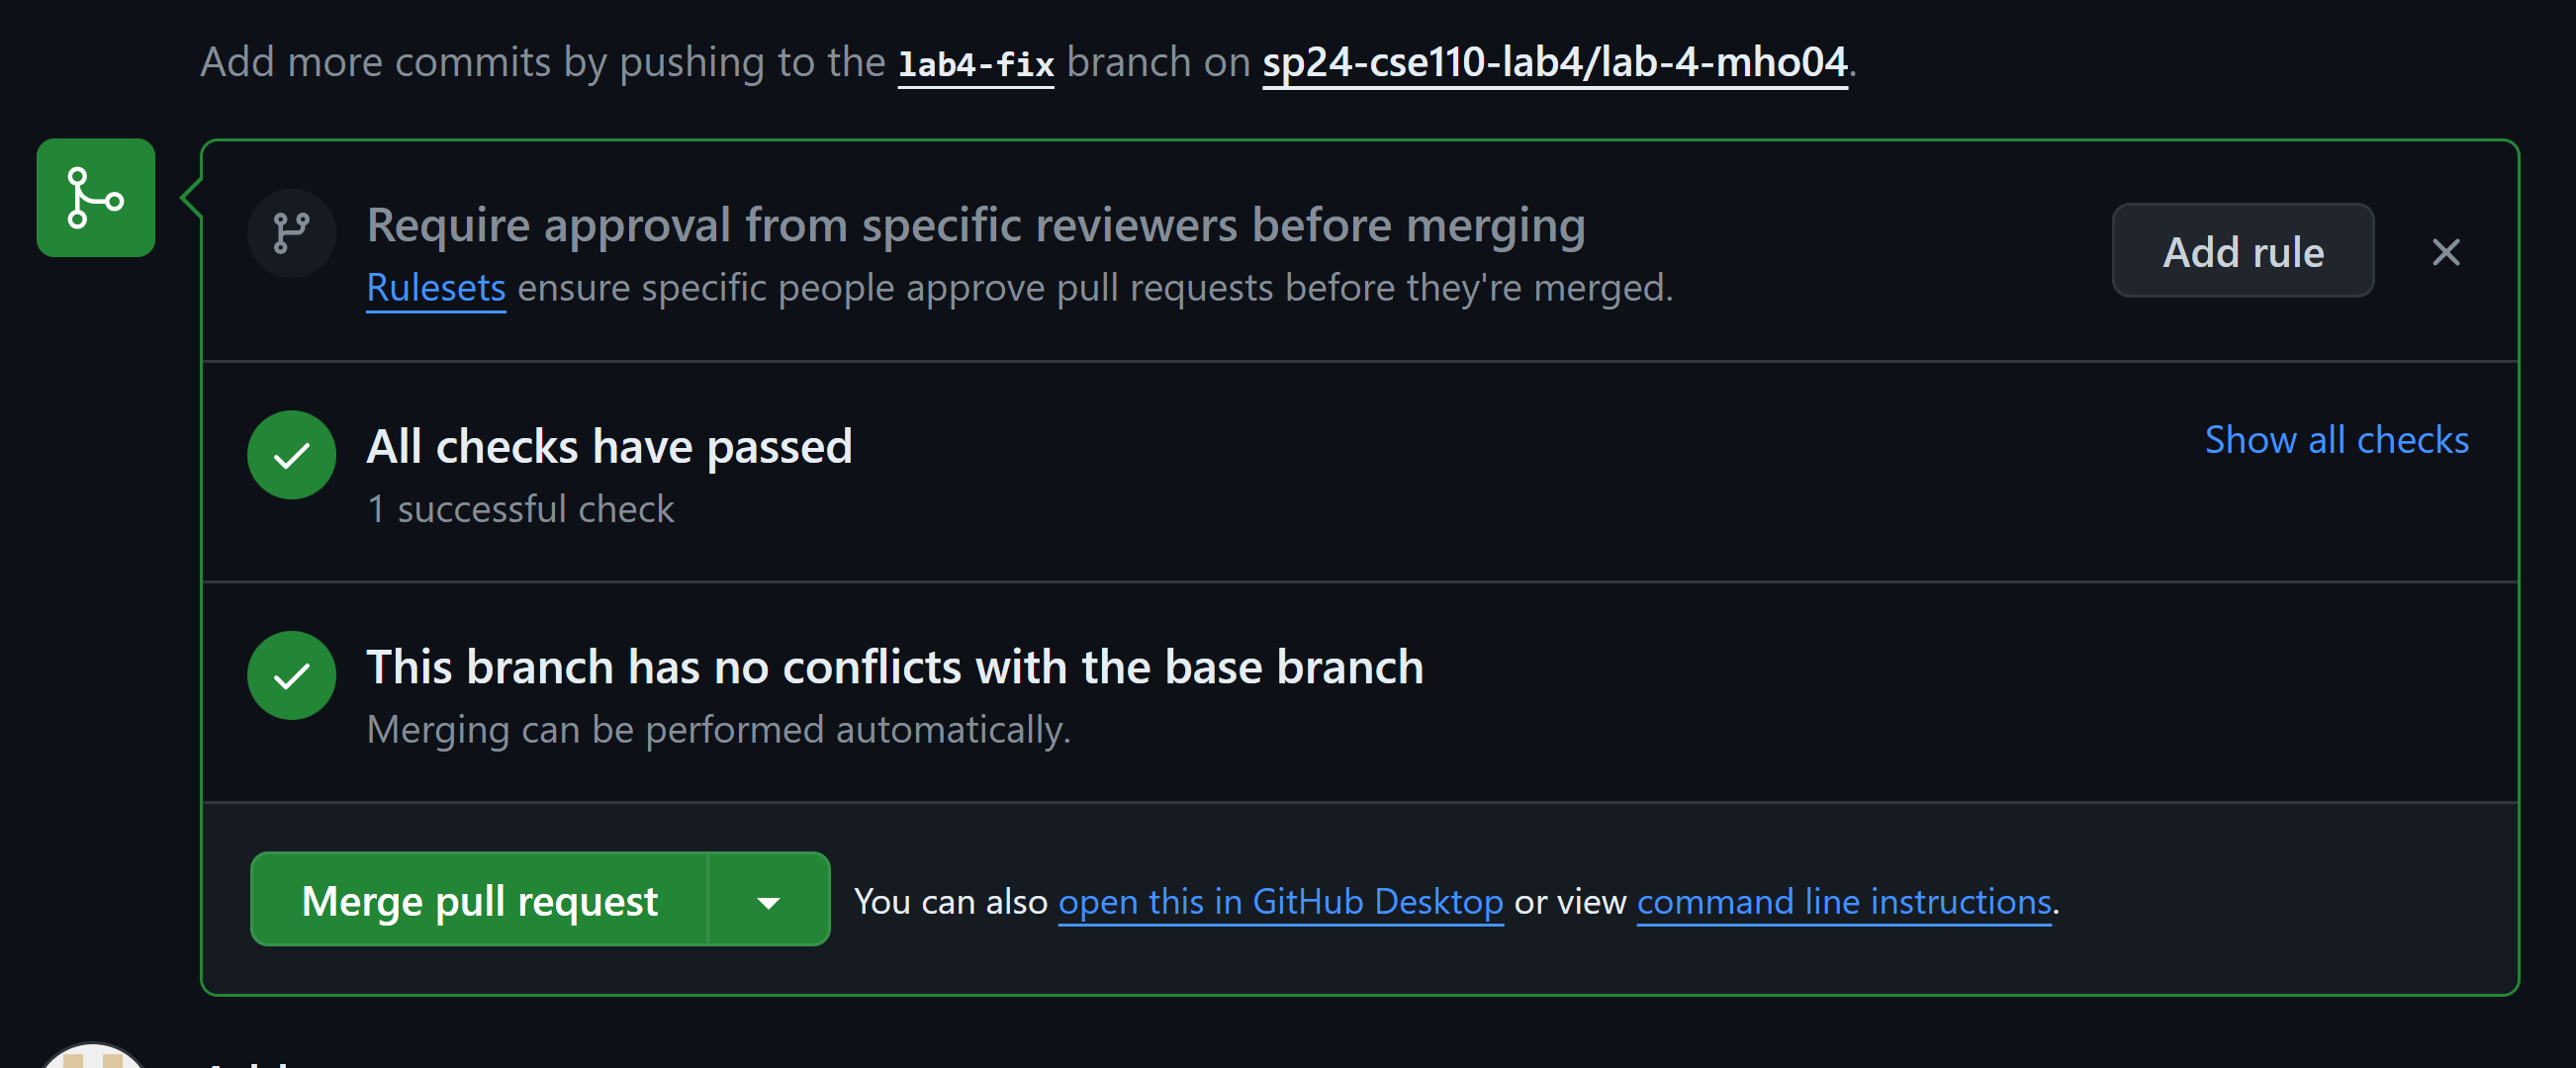 Add more commits by pushing to the lab4-fix branch on sp24-cse110-lab4/lab-4-mho04.
Require approval from specific reviewers before merging
Rulesets ensure specific people approve pull requests before they're merged.
Add rule
All checks have passed
1 successful check
Show all checks
This branch has no conflicts with the base branch
Merging can be performed automatically.
Merge pull request
You can also open this in GitHub Desktop or view command line instructions.